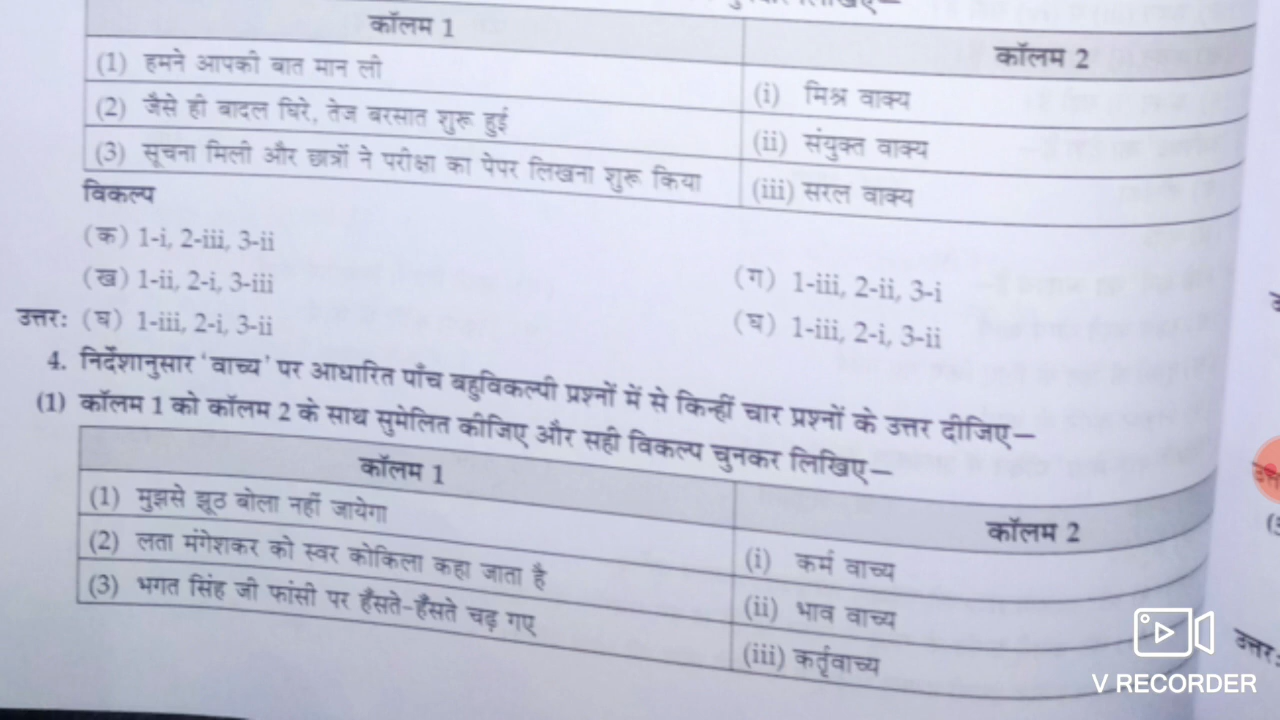 कॉलम 1
कॉलम 2
(1) हमने आपकी बात मान ली
(i) मिश्र वाक्य
(2) जैसे ही बादल घिरे, तेज बरसात शुरू हुई
(ii) संयुक्त वाक्य
(3) सूचना मिली और छात्रों ने परीक्षा का पेपर लिखना शुरू किया
(iii) सरल वाक्य
विकल्प
(क) 1-i, 2-iii, 3-ii
(ग) 1-iii, 2-ii, 3-i
(ख) 1-ii, 2-i, 3-iii
(घ) 1-iii, 2-i, 3-ii
उत्तर: (घ) 1-iii, 2-i, 3-ii
4. निर्देशानुसार 'वाच्य' पर आधारित पाँच बहुविकल्पी प्रश्नों में से किन्हीं चार प्रश्नों के उत्तर दीजिए—
(1) कॉलम 1 को कॉलम 2 के साथ सुमेलित कीजिए और सही विकल्प चुनकर लिखिए—
कॉलम 1
कॉलम 2
(1) मुझसे झूठ बोला नहीं जायेगा
(i) कर्म वाच्य
(2) लता मंगेशकर को स्वर कोकिला कहा जाता है
(ii) भाव वाच्य
(3) भगत सिंह जी फांसी पर हँसते-हँसते चढ़ गए
(iii) कर्तृवाच्य
उत्तर:
V RECORDER